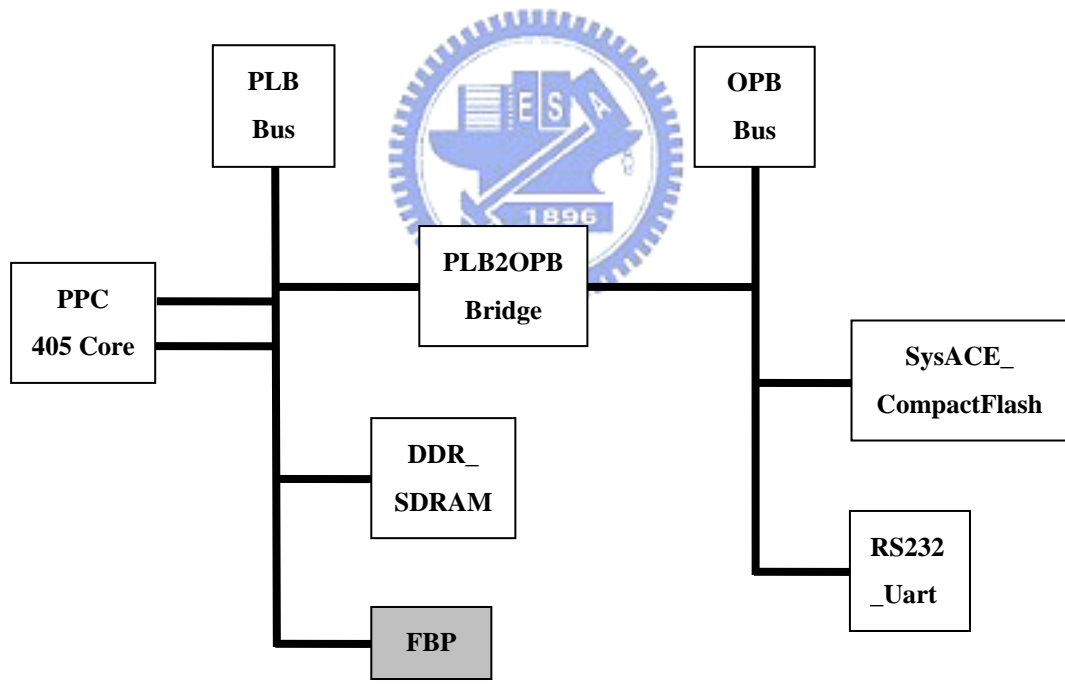 PLB
Bus
E S A
1896
OPB
Bus
PLB2OPB
Bridge
PPC
405 Core
SysACE_
CompactFlash
DDR_
SDRAM
RS232
_Uart
FBP